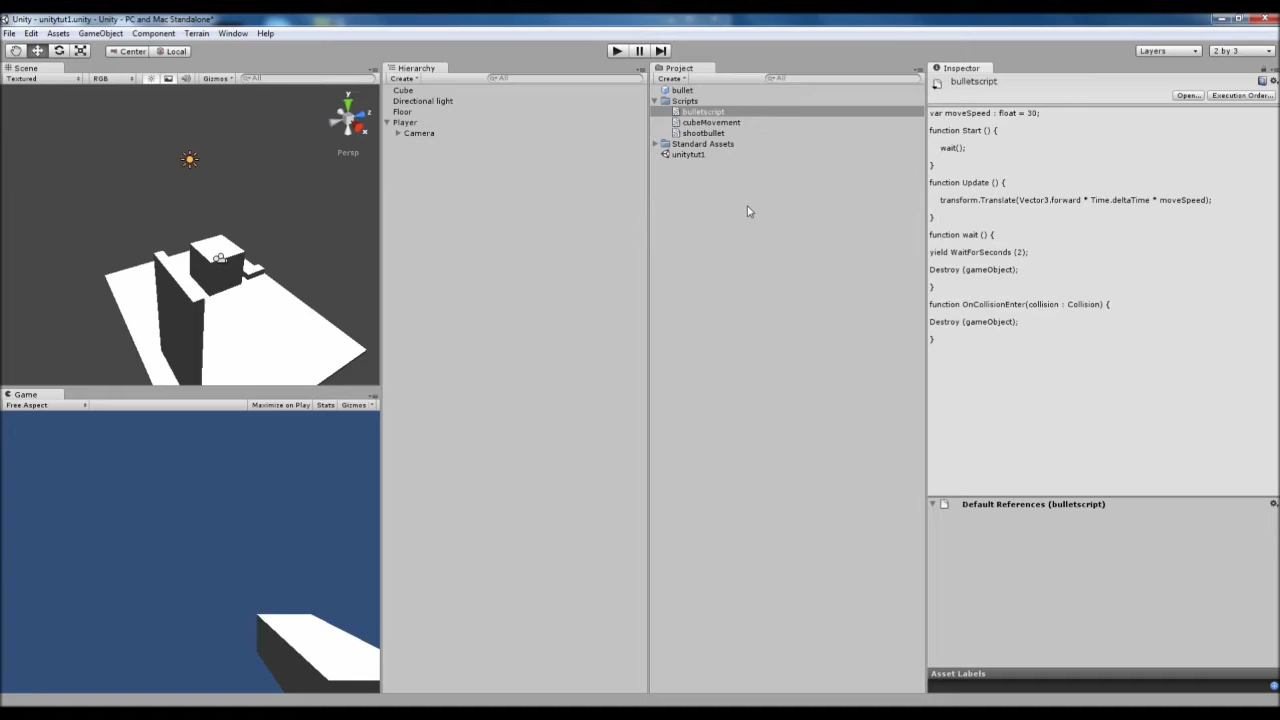 Unity - unitytut1.unity - Unity - PC and Mac Standalone*
File Edit Assets GameObject Component Terrain Window Help
Center Local Layers 2 by 3
Scene
Textured RGB Gizmos All
y
z
x
Persp
Game
Free Aspect Maximize on Play Stats Gizmos
Hierarchy
Create All
Cube
Directional light
Floor
Player
Camera
Project
Create All
bullet
Scripts
bulletscript
cubeMovement
shootbullet
Standard Assets
unitytut1
Inspector
bulletscript
Open... Execution Order...
var moveSpeed : float = 30;
function Start () {
wait();
}
function Update () {
transform.Translate(Vector3.forward * Time.deltaTime * moveSpeed);
}
function wait () {
yield WaitForSeconds (2);
Destroy (gameObject);
}
function OnCollisionEnter(collision : Collision) {
Destroy (gameObject);
}
Default References (bulletscript)
Asset Labels